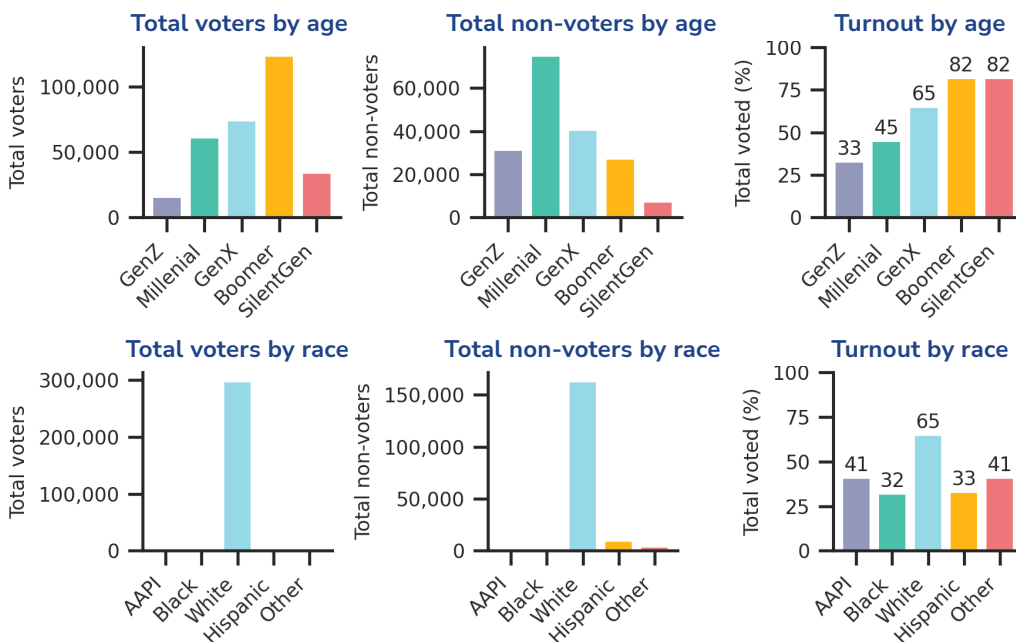 Total voters by age
Total voters
100,000
50,000
0
GenZ
Millenial
GenX
Boomer
SilentGen
Total non-voters by age
Total non-voters
60,000
40,000
20,000
0
GenZ
Millenial
GenX
Boomer
SilentGen
Turnout by age
Total voted (%)
100
75
50
25
0
33
45
65
82
82
GenZ
Millenial
GenX
Boomer
SilentGen
Total voters by race
Total voters
300,000
200,000
100,000
0
AAPI
Black
White
Hispanic
Other
Total non-voters by race
Total non-voters
150,000
100,000
50,000
0
AAPI
Black
White
Hispanic
Other
Turnout by race
Total voted (%)
100
75
50
25
0
41
32
65
33
41
AAPI
Black
White
Hispanic
Other